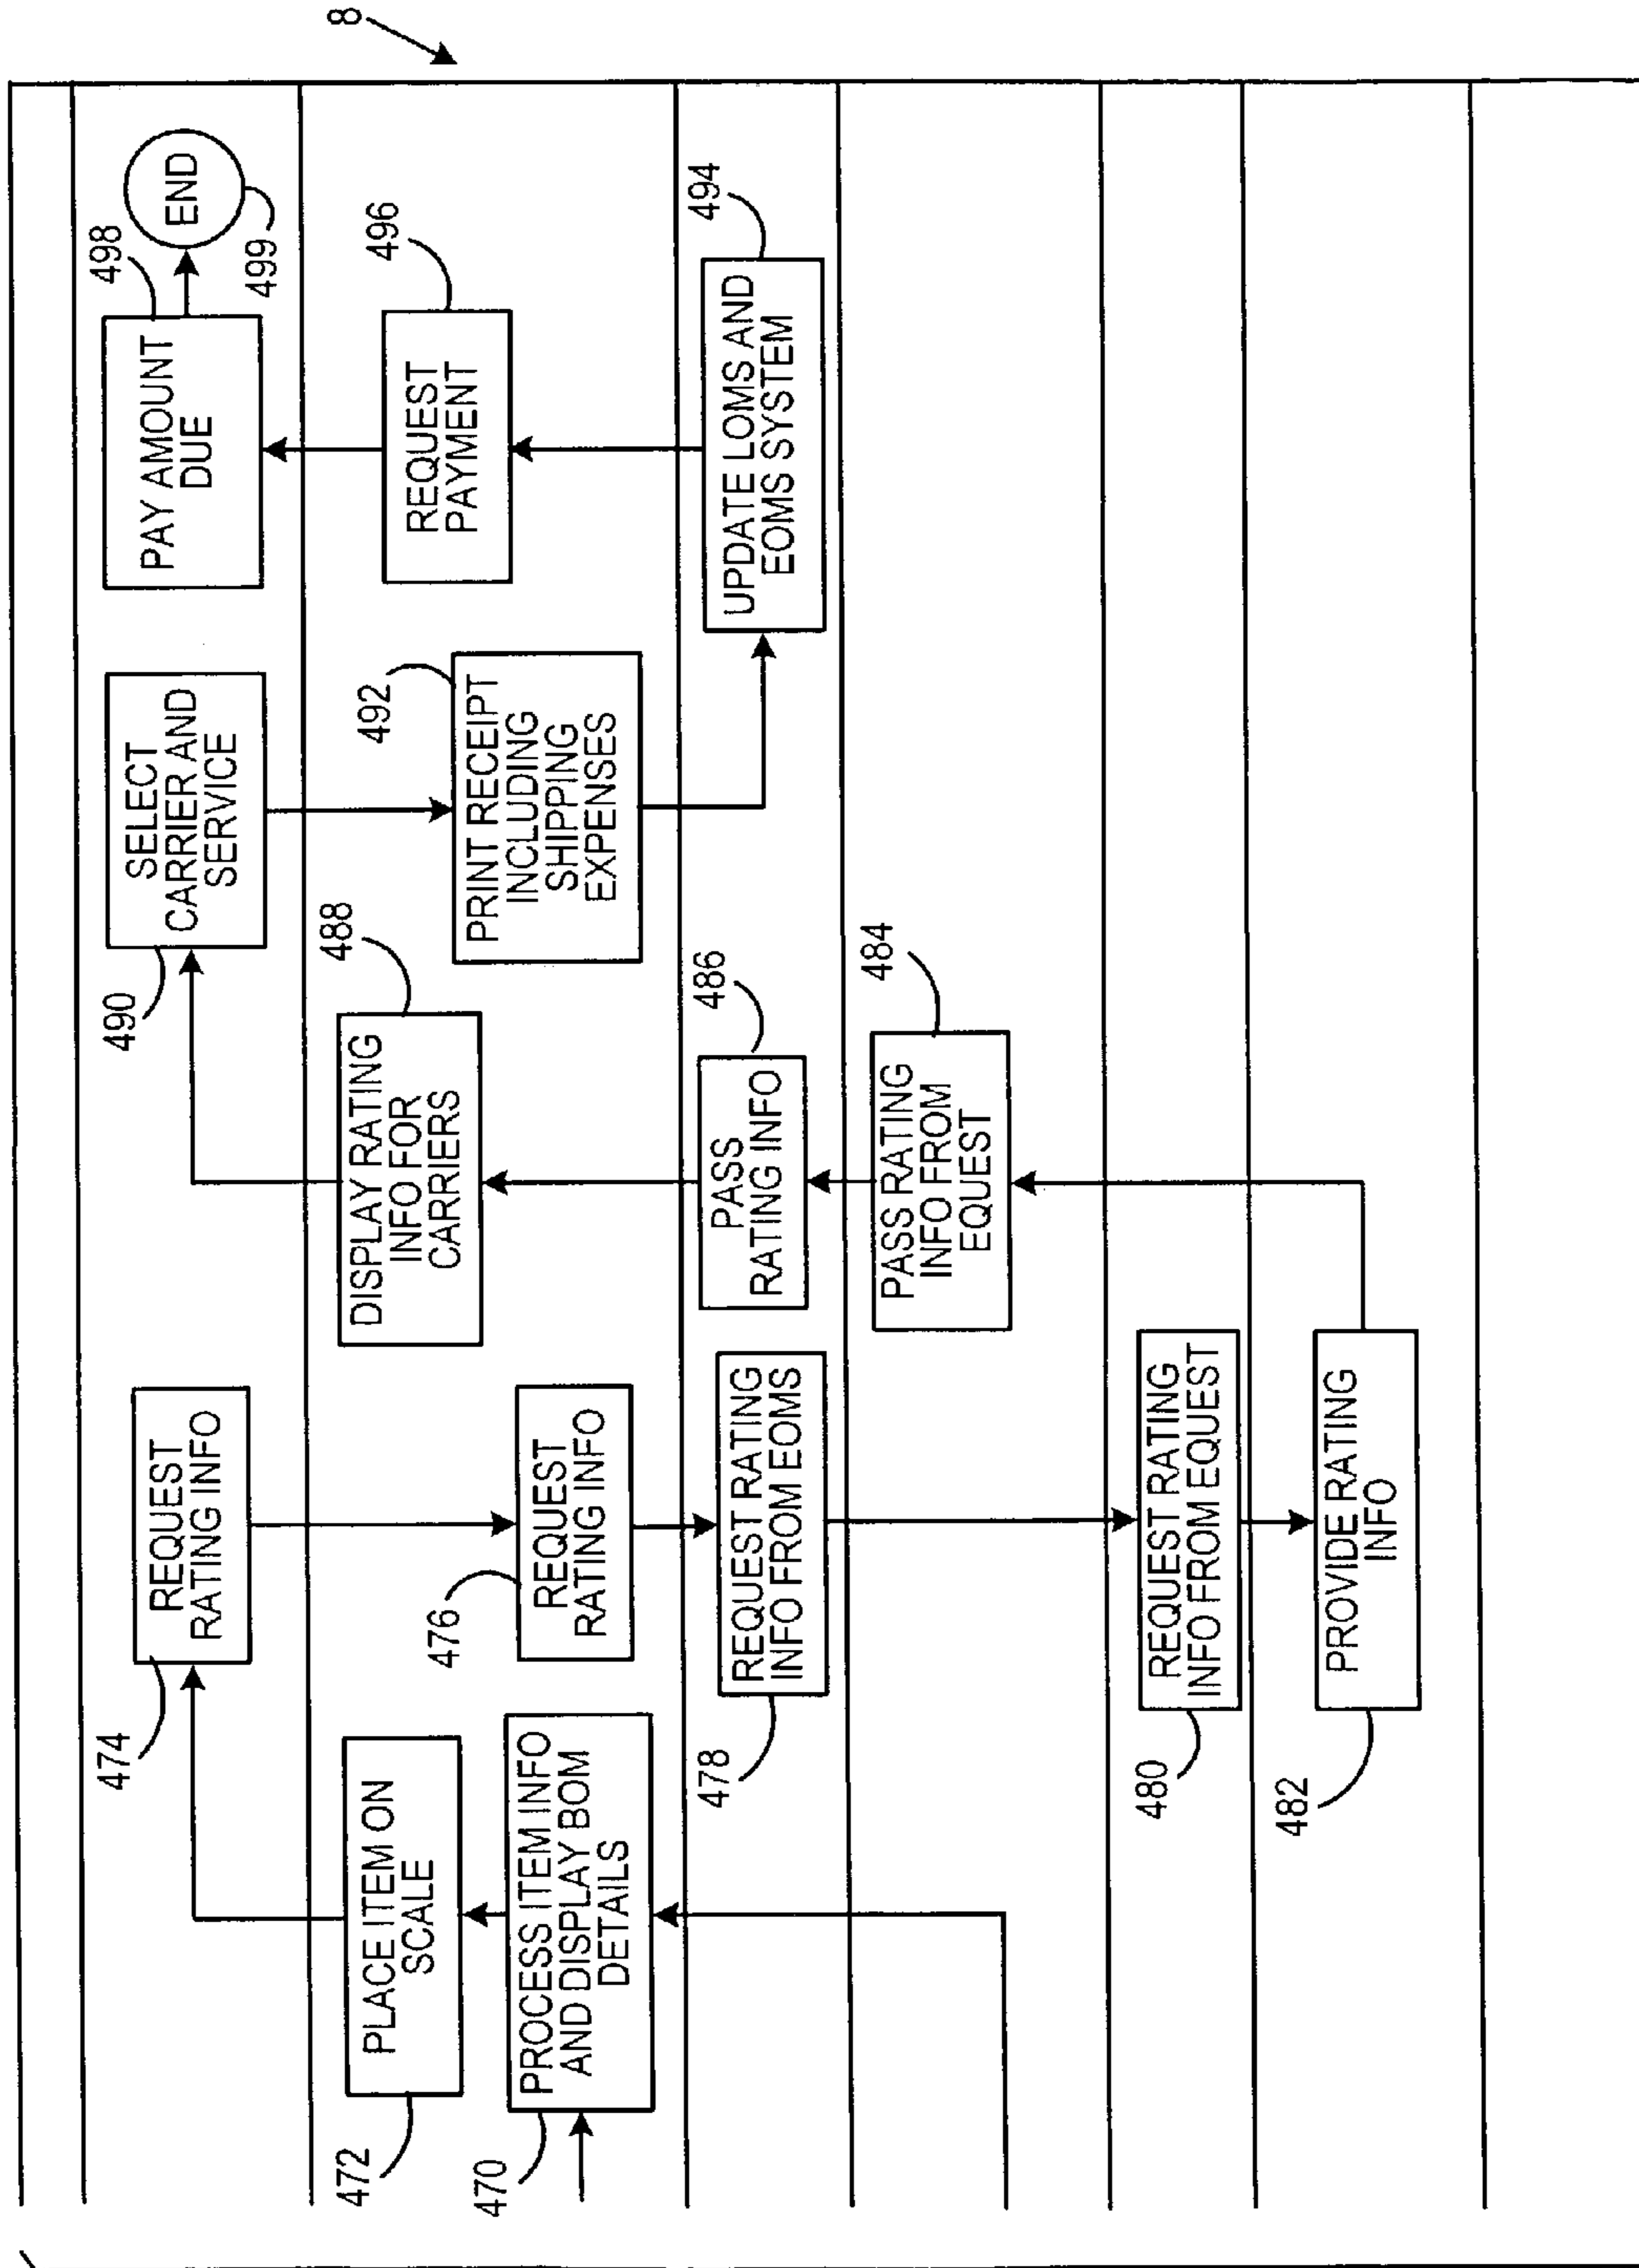 8
PAY AMOUNT
DUE
498
END
499
REQUEST
PAYMENT
496
UPDATE LOMS AND
EOMS SYSTEM
494
SELECT
CARRIER AND
SERVICE
490
PRINT RECEIPT
INCLUDING
SHIPPING
EXPENSES
492
DISPLAY RATING
INFO FOR
CARRIERS
488
PASS
RATING INFO
486
PASS RATING
INFO FROM
EQUEST
484
REQUEST
RATING INFO
474
REQUEST
RATING INFO
476
REQUEST RATING
INFO FROM EOMS
478
REQUEST RATING
INFO FROM EQUEST
480
PROVIDE RATING
INFO
482
PLACE ITEM ON
SCALE
472
PROCESS ITEM INFO
AND DISPLAY BOM
DETAILS
470